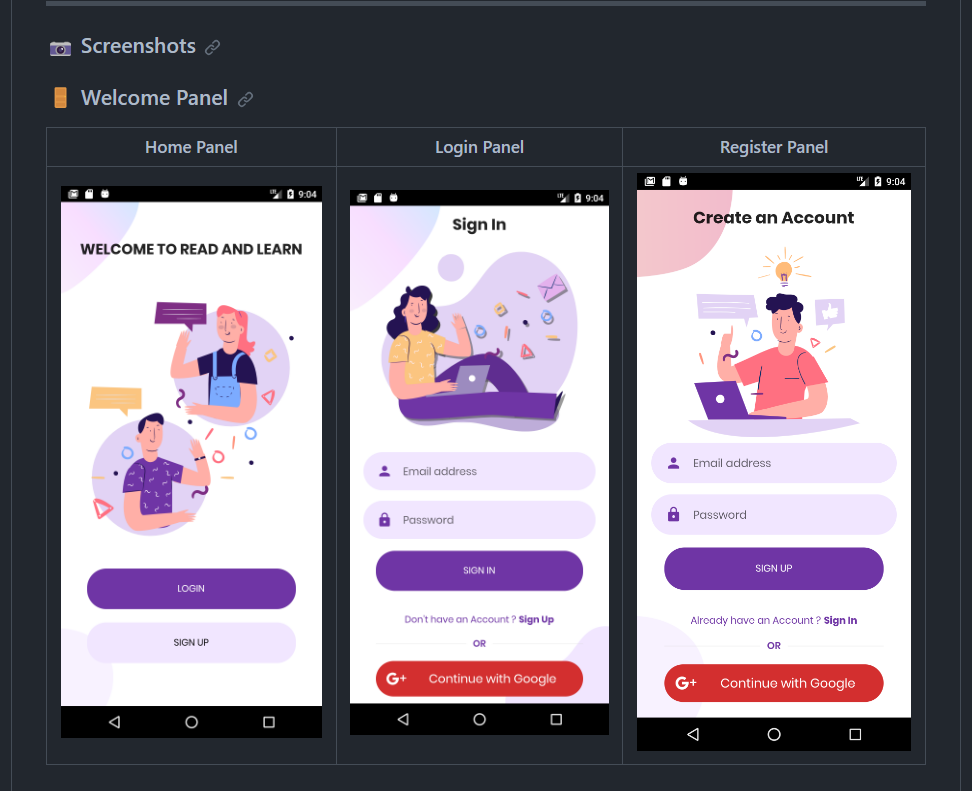 Screenshots
Welcome Panel
Home Panel
Login Panel
Register Panel
9:04
WELCOME TO READ AND LEARN
LOGIN
SIGN UP
9:04
Sign In
Email address
Password
SIGN IN
Don't have an Account ? Sign Up
OR
G+ Continue with Google
9:04
Create an Account
Email address
Password
SIGN UP
Already have an Account ? Sign In
OR
G+ Continue with Google